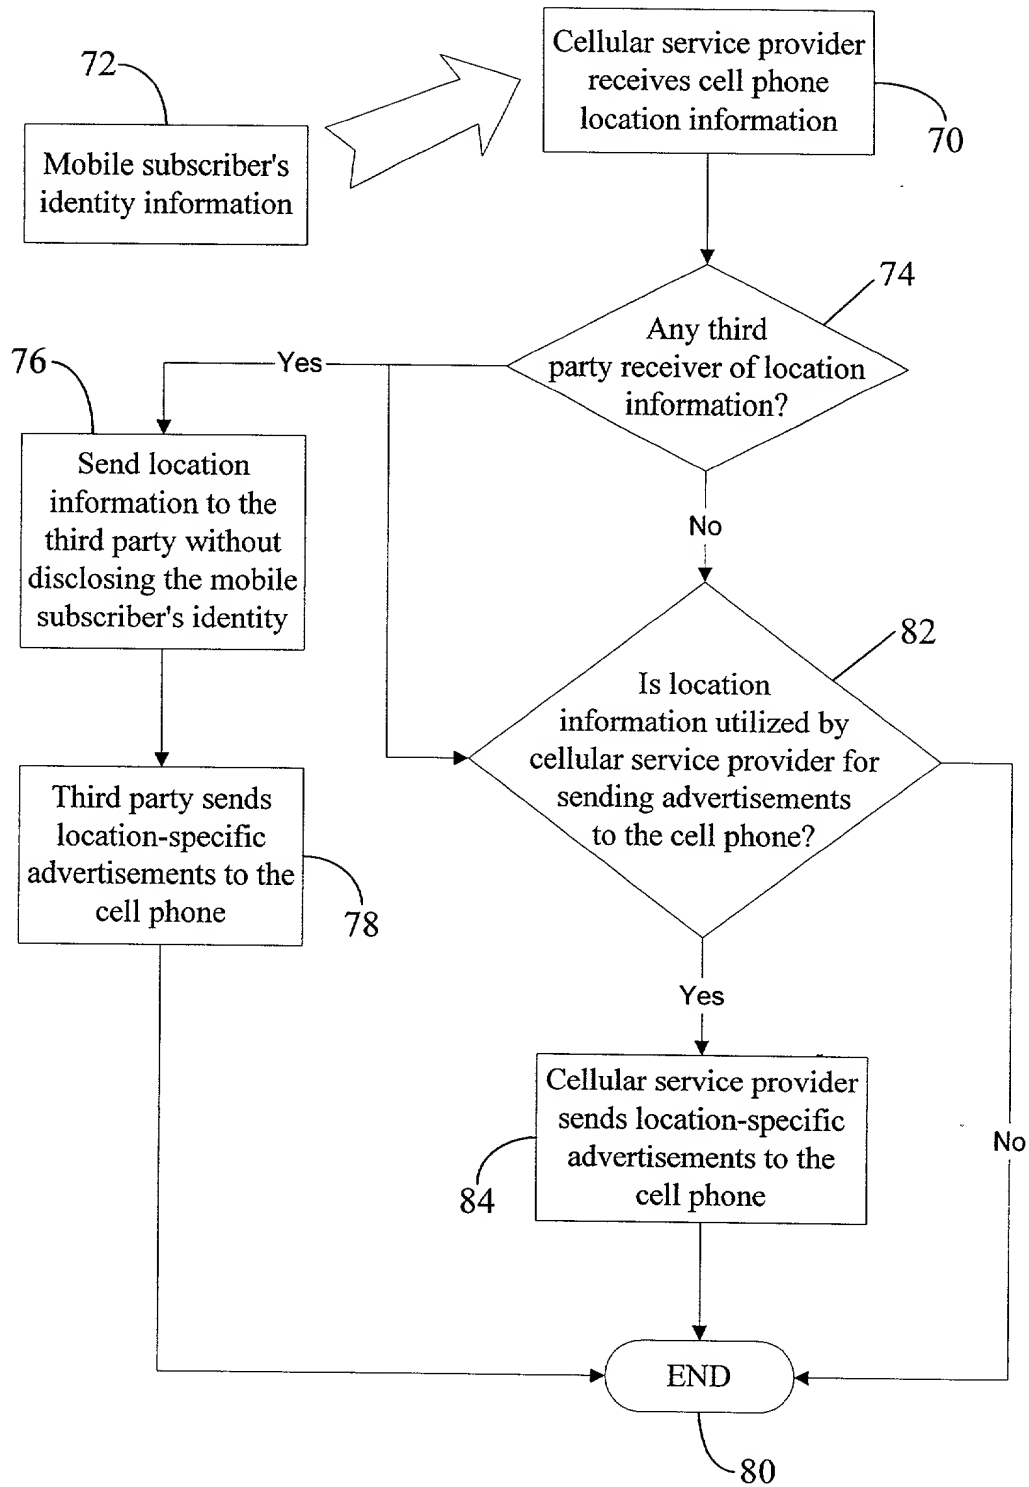 Cellular service provider
receives cell phone
location information
70
72
Mobile subscriber's
identity information
74
Any third
party receiver of location
information?
Yes
No
76
Send location
information to the
third party without
disclosing the mobile
subscriber's identity
82
Is location
information utilized by
cellular service provider for
sending advertisements
to the cell phone?
Third party sends
location-specific
advertisements to the
cell phone
78
Yes
Cellular service provider
sends location-specific
advertisements to the
cell phone
84
No
END
80